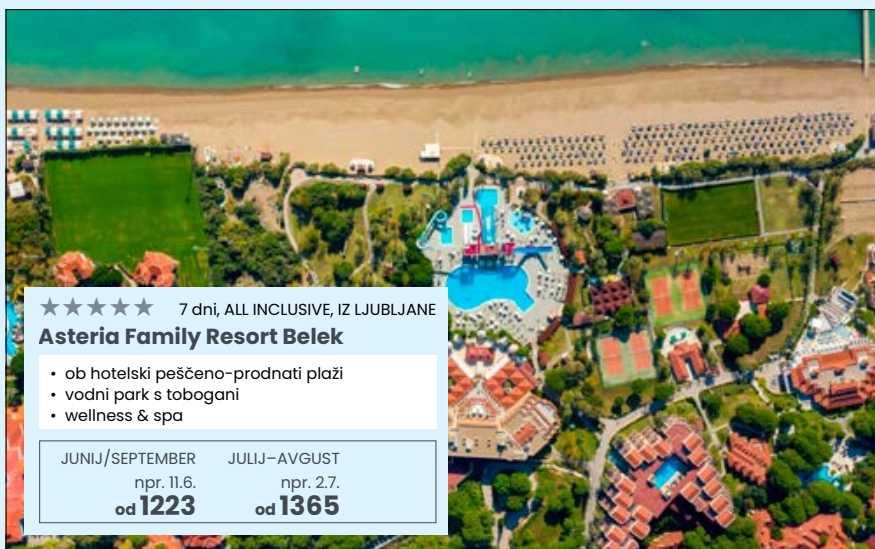 ★★★★★ 7 dni, ALL INCLUSIVE, IZ LJUBLJANE
Asteria Family Resort Belek
• ob hotelski peščeno-prodnati plaži
• vodni park s tobogani
• wellness & spa
JUNIJ/SEPTEMBER JULIJ–AVGUST
npr. 11.6. npr. 2.7.
od 1223 od 1365